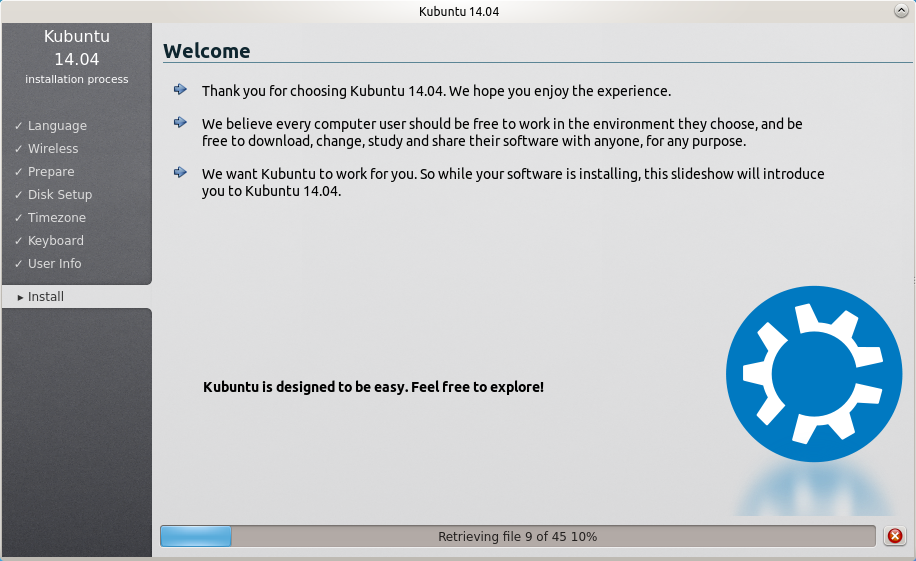 Kubuntu 14.04
Kubuntu
14.04
installation process
✓ Language
✓ Wireless
✓ Prepare
✓ Disk Setup
✓ Timezone
✓ Keyboard
✓ User Info
▸ Install
Welcome
Thank you for choosing Kubuntu 14.04. We hope you enjoy the experience.
We believe every computer user should be free to work in the environment they choose, and be
free to download, change, study and share their software with anyone, for any purpose.
We want Kubuntu to work for you. So while your software is installing, this slideshow will introduce
you to Kubuntu 14.04.
Kubuntu is designed to be easy. Feel free to explore!
Retrieving file 9 of 45 10%